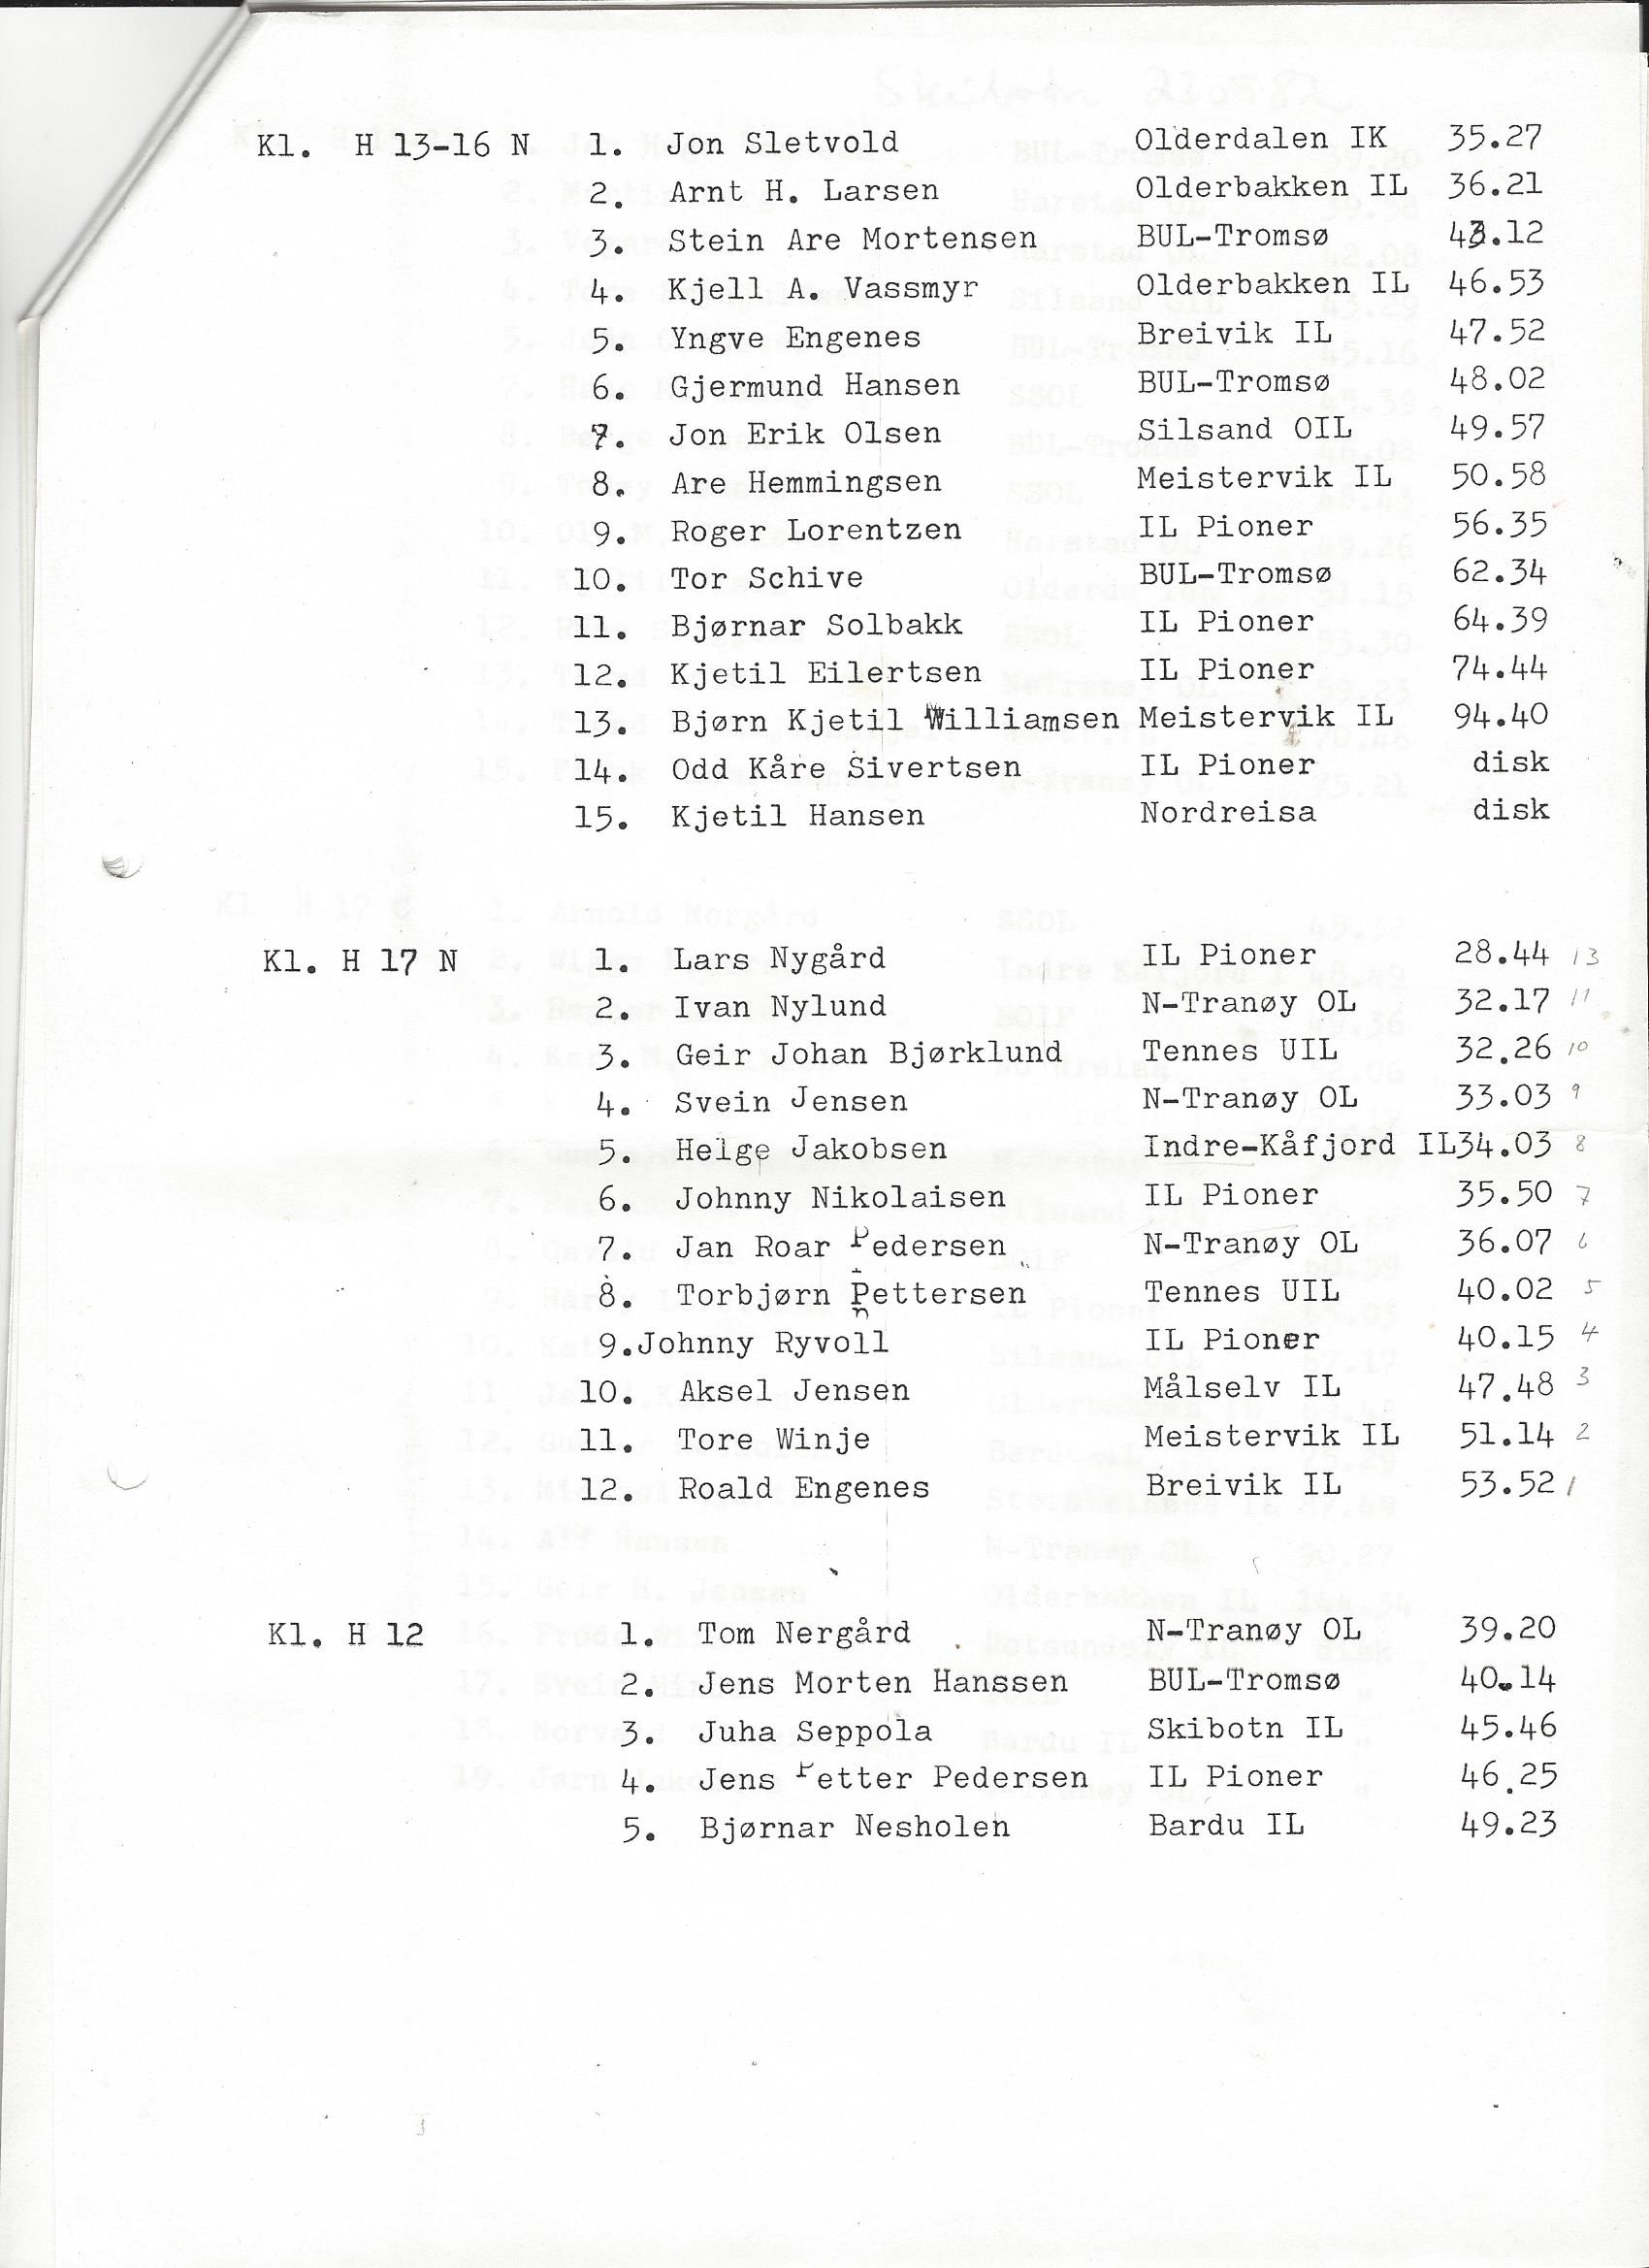 Kl. H 13-16 N 1. Jon Sletvold Olderdalen IK 35.27
2. Arnt H. Larsen Olderbakken IL 36.21
3. Stein Are Mortensen BUL-Tromsø 43.12
4. Kjell A. Vassmyr Olderbakken IL 46.53
5. Yngve Engenes Breivik IL 47.52
6. Gjermund Hansen BUL-Tromsø 48.02
7. Jon Erik Olsen Silsand OIL 49.57
8. Are Hemmingsen Meistervik IL 50.58
9. Roger Lorentzen IL Pioner 56.35
10. Tor Schive BUL-Tromsø 62.34
11. Bjørnar Solbakk IL Pioner 64.39
12. Kjetil Eilertsen IL Pioner 74.44
13. Bjørn Kjetil Williamsen Meistervik IL 94.40
14. Odd Kåre Sivertsen IL Pioner disk
15. Kjetil Hansen Nordreisa disk
Kl. H 17 N 1. Lars Nygård IL Pioner 28.44 13
2. Ivan Nylund N-Tranøy OL 32.17 11
3. Geir Johan Bjørklund Tennes UIL 32.26 10
4. Svein Jensen N-Tranøy OL 33.03 9
5. Helge Jakobsen Indre-Kåfjord IL34.03 8
6. Johnny Nikolaisen IL Pioner 35.50 7
7. Jan Roar Pedersen N-Tranøy OL 36.07 6
8. Torbjørn Pettersen Tennes UIL 40.02 5
9.Johnny Ryvoll IL Pioner 40.15 4
10. Aksel Jensen Målselv IL 47.48 3
11. Tore Winje Meistervik IL 51.14 2
12. Roald Engenes Breivik IL 53.52 1
Kl. H 12 1. Tom Nergård N-Tranøy OL 39.20
2. Jens Morten Hanssen BUL-Tromsø 40.14
3. Juha Seppola Skibotn IL 45.46
4. Jens Petter Pedersen IL Pioner 46.25
5. Bjørnar Nesholen Bardu IL 49.23